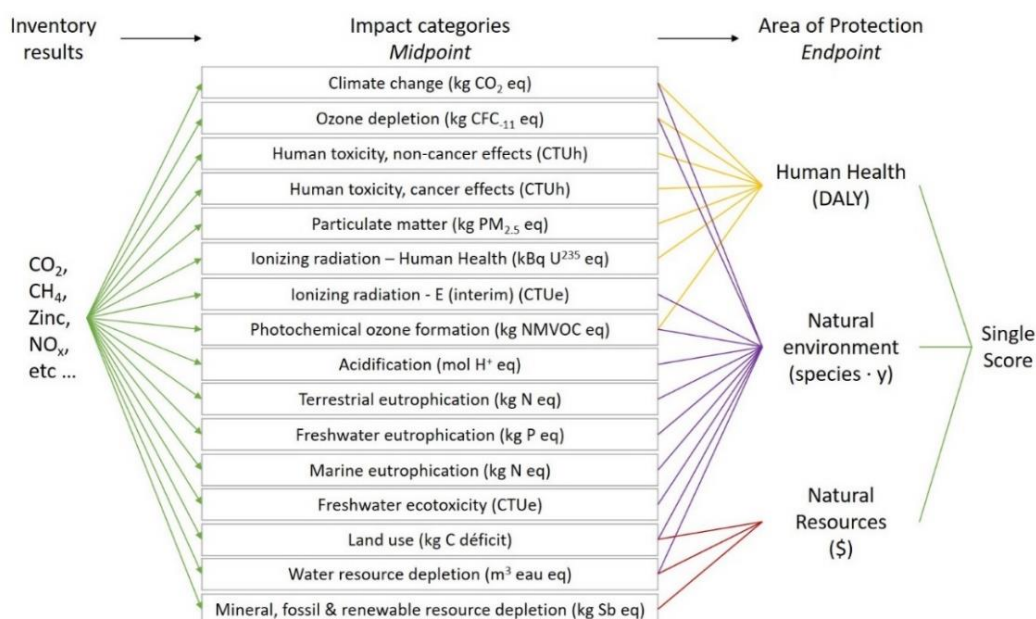 Inventory
results
Impact categories
Midpoint
Area of Protection
Endpoint
CO₂,
CH₄,
Zinc,
NOₓ,
etc ...
Climate change (kg CO₂ eq)
Ozone depletion (kg CFC₋₁₁ eq)
Human toxicity, non-cancer effects (CTUh)
Human toxicity, cancer effects (CTUh)
Particulate matter (kg PM₂.₅ eq)
Ionizing radiation – Human Health (kBq U²³⁵ eq)
Ionizing radiation - E (interim) (CTUe)
Photochemical ozone formation (kg NMVOC eq)
Acidification (mol H⁺ eq)
Terrestrial eutrophication (kg N eq)
Freshwater eutrophication (kg P eq)
Marine eutrophication (kg N eq)
Freshwater ecotoxicity (CTUe)
Land use (kg C déficit)
Water resource depletion (m³ eau eq)
Mineral, fossil & renewable resource depletion (kg Sb eq)
Human Health
(DALY)
Natural
environment
(species · y)
Natural
Resources
($)
Single
Score